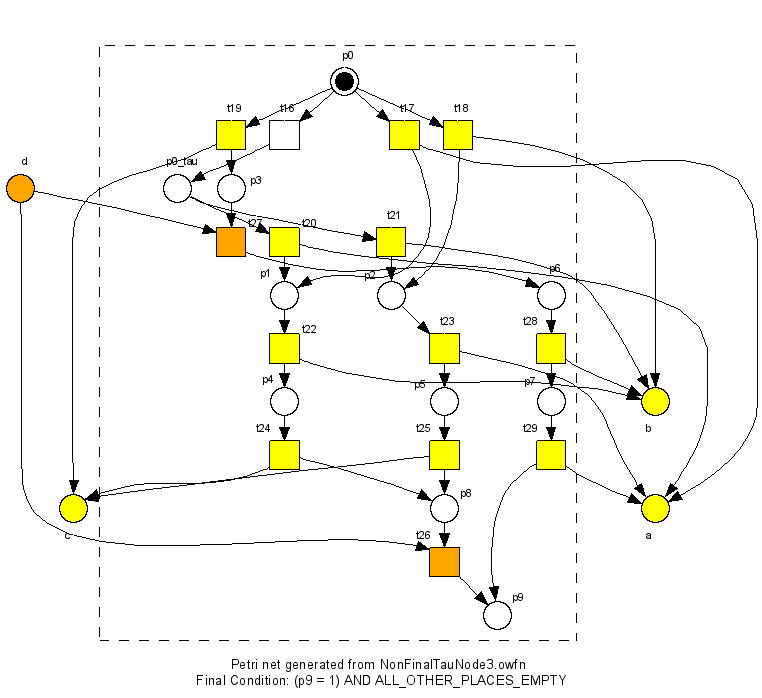 p0
t19
t16
t17
t18
d
p0_tau
p3
t27
t20
t21
p1
p2
p6
t22
t23
t28
p4
p5
p7
b
t24
t25
t29
p8
c
t26
a
p9
Petri net generated from NonFinalTauNode3.owfn
Final Condition: (p9 = 1) AND ALL_OTHER_PLACES_EMPTY